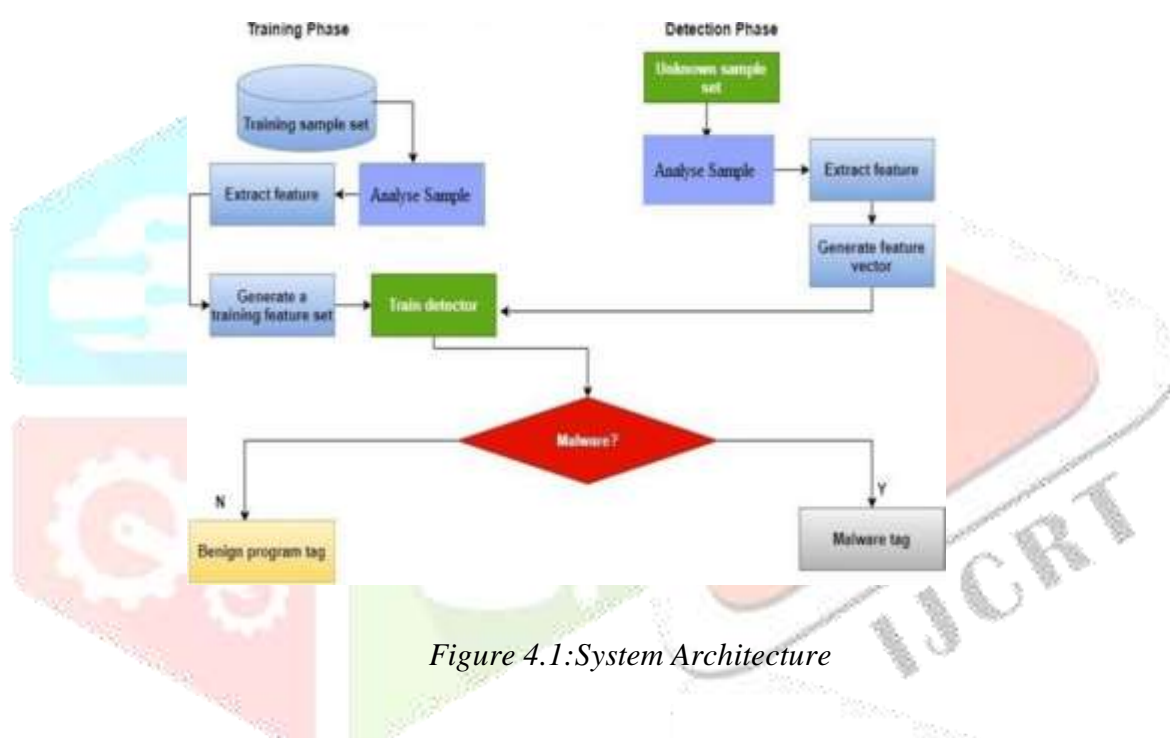 Training Phase
Detection Phase
Training sample set
Unknown sample
set
Analyse Sample
Extract feature
Analyse Sample
Extract feature
Generate feature
vector
Generate a
training feature set
Train detector
Malware?
N
Y
Benign program tag
Malware tag
IJCRT
Figure 4.1:System Architecture